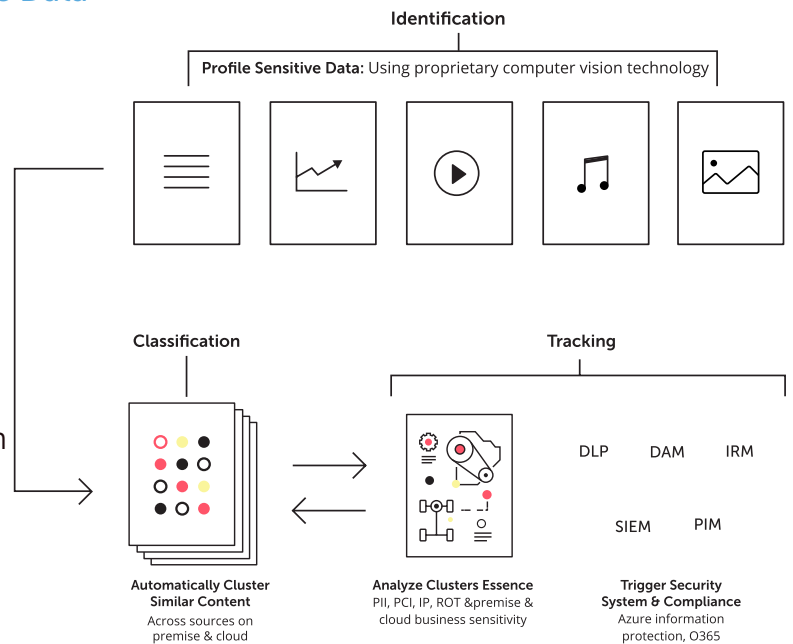 Identification
Profile Sensitive Data: Using proprietary computer vision technology
Classification
Tracking
DLP DAM IRM
SIEM PIM
Automatically Cluster
Similar Content
Across sources on
premise & cloud
Analyze Clusters Essence
PII, PCI, IP, ROT &premise &
cloud business sensitivity
Trigger Security
System & Compliance
Azure information
protection, O365